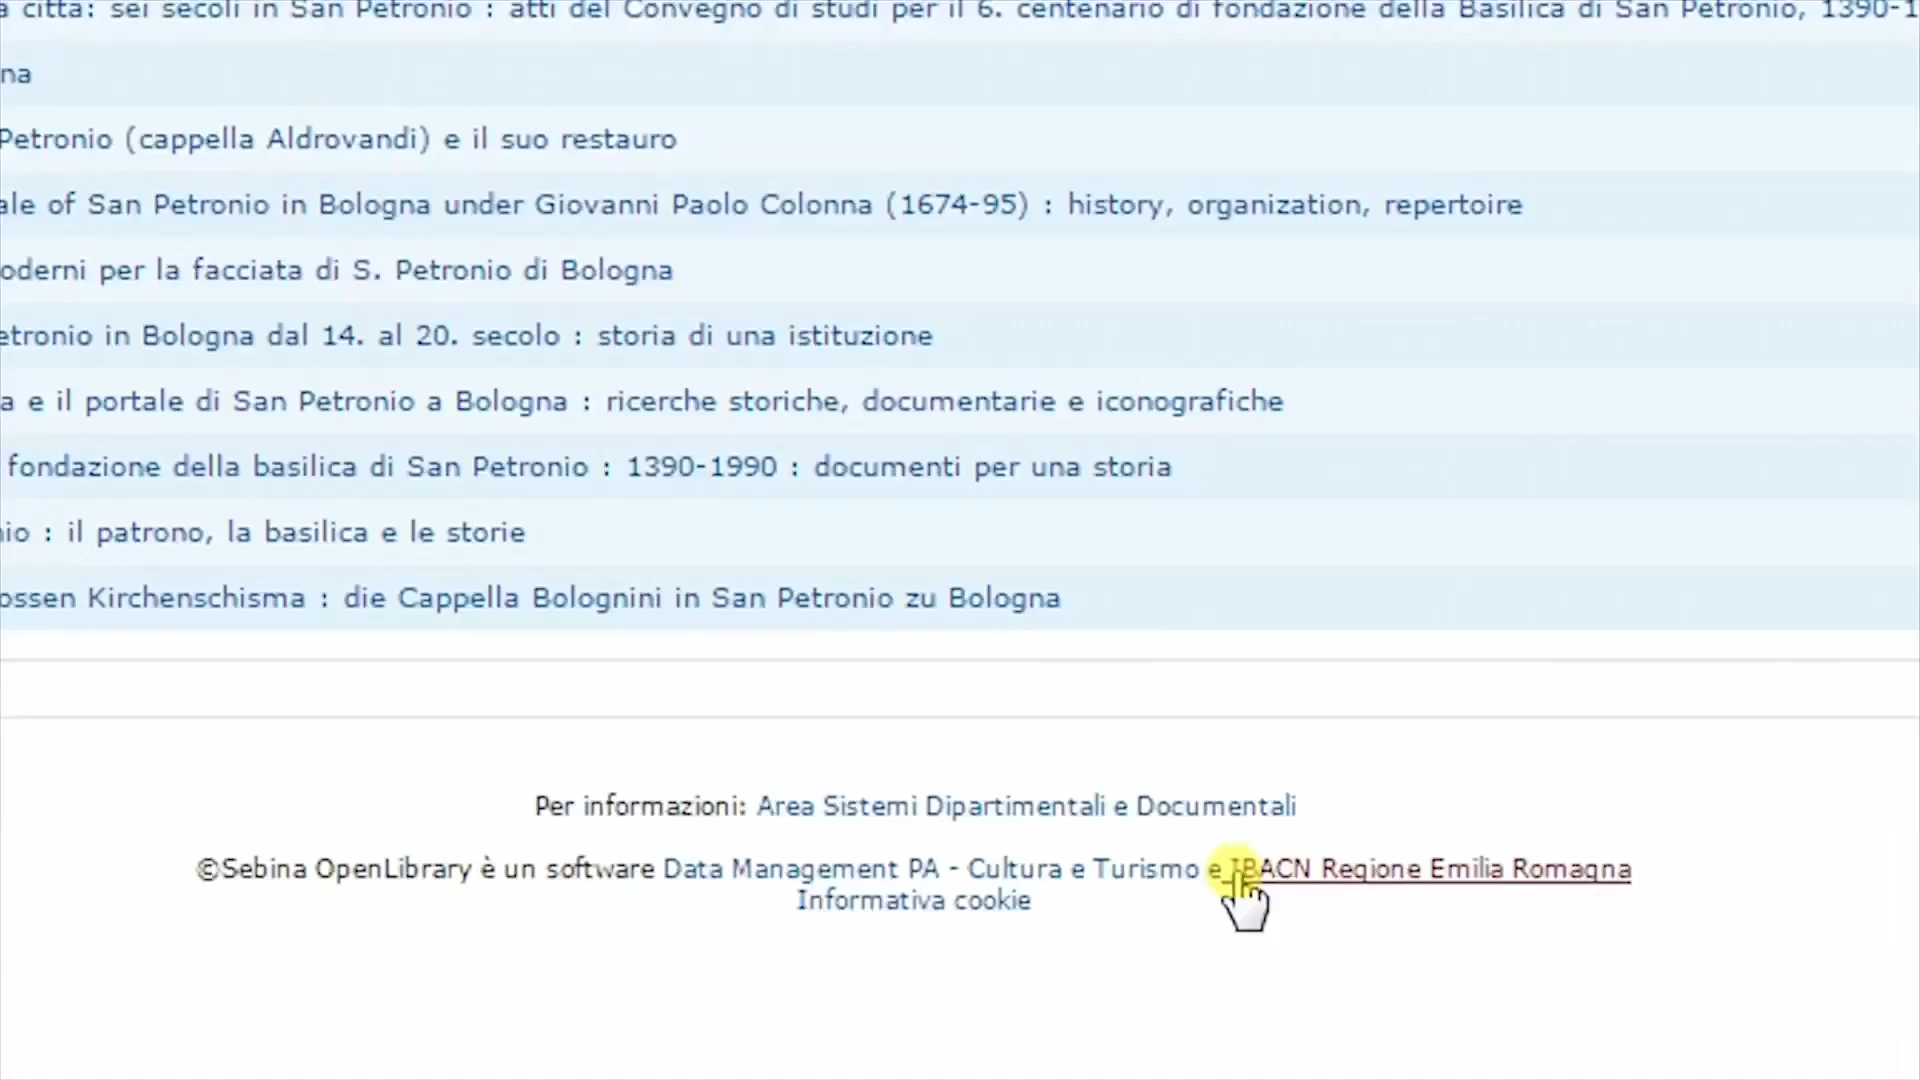 città: sei secoli in San Petronio : atti del Convegno di studi per il 6. centenario di fondazione della Basilica di San Petronio, 1390-1
na
Petronio (cappella Aldrovandi) e il suo restauro
ale of San Petronio in Bologna under Giovanni Paolo Colonna (1674-95) : history, organization, repertoire
oderni per la facciata di S. Petronio di Bologna
etronio in Bologna dal 14. al 20. secolo : storia di una istituzione
a e il portale di San Petronio a Bologna : ricerche storiche, documentarie e iconografiche
fondazione della basilica di San Petronio : 1390-1990 : documenti per una storia
nio : il patrono, la basilica e le storie
ossen Kirchenschisma : die Cappella Bolognini in San Petronio zu Bologna
Per informazioni: Area Sistemi Dipartimentali e Documentali
©Sebina OpenLibrary è un software Data Management PA - Cultura e Turismo e IBACN Regione Emilia Romagna
Informativa cookie